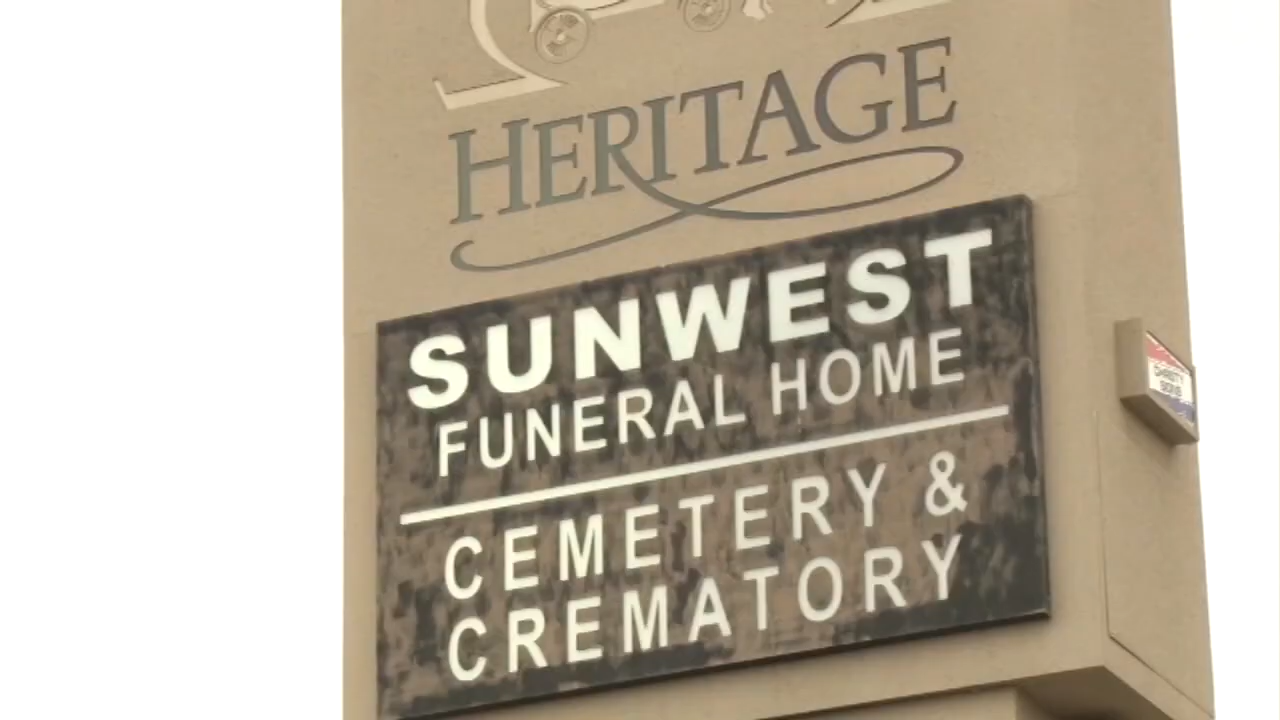 HERITAGE
SUNWEST
FUNERAL HOME
CEMETERY &
CREMATORY